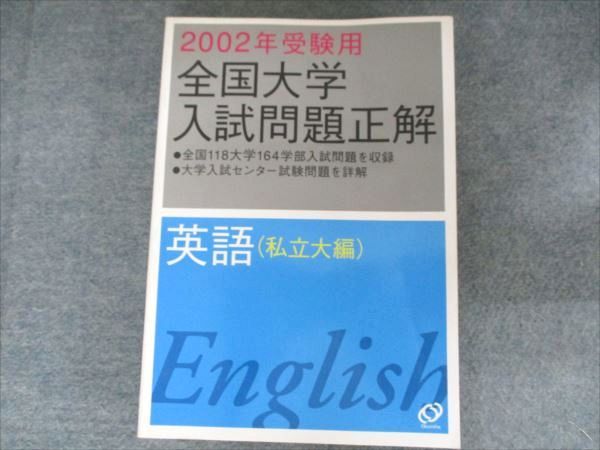 2002年受験用
全国大学
入試問題正解
●全国118大学164学部入試問題を収録
●大学入試センター試験問題を詳解
英語(私立大編)
English
Obunsha